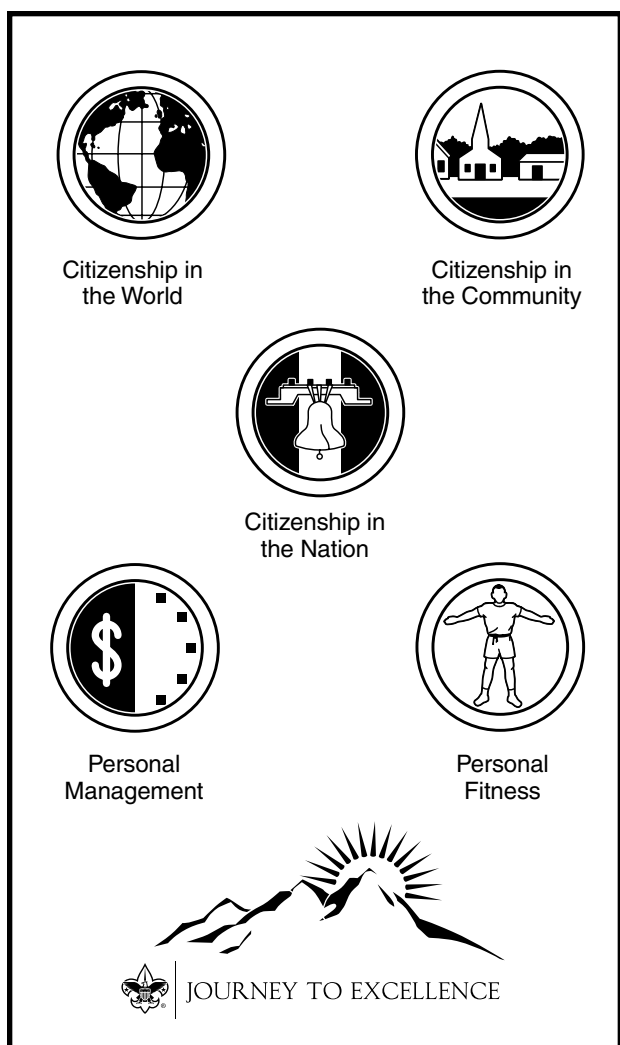 Citizenship in
the World
Citizenship in
the Community
Citizenship in
the Nation
$
Personal
Management
Personal
Fitness
®
JOURNEY TO EXCELLENCE